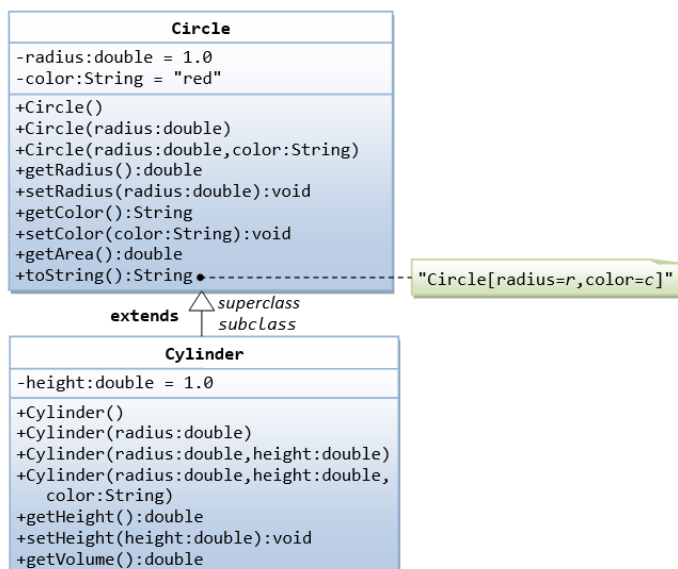 Circle
-radius:double = 1.0
-color:String = "red"
+Circle()
+Circle(radius:double)
+Circle(radius:double,color:String)
+getRadius():double
+setRadius(radius:double):void
+getColor():String
+setColor(color:String):void
+getArea():double
+toString():String
"Circle[radius=r,color=c]"
superclass
extends
subclass
Cylinder
-height:double = 1.0
+Cylinder()
+Cylinder(radius:double)
+Cylinder(radius:double,height:double)
+Cylinder(radius:double,height:double,
color:String)
+getHeight():double
+setHeight(height:double):void
+getVolume():double